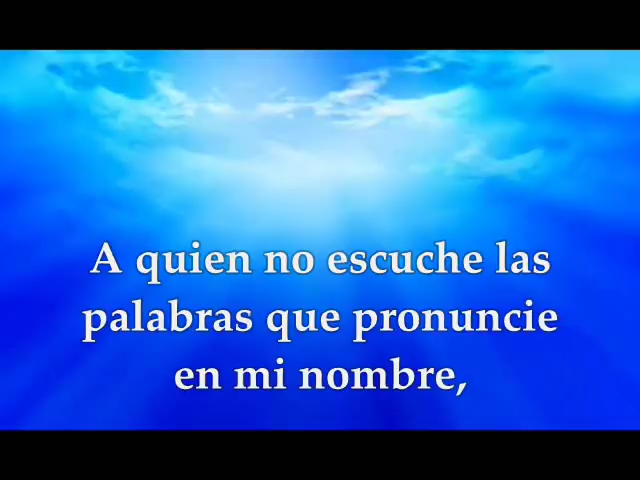 A quien no escuche las
palabras que pronuncie
en mi nombre,